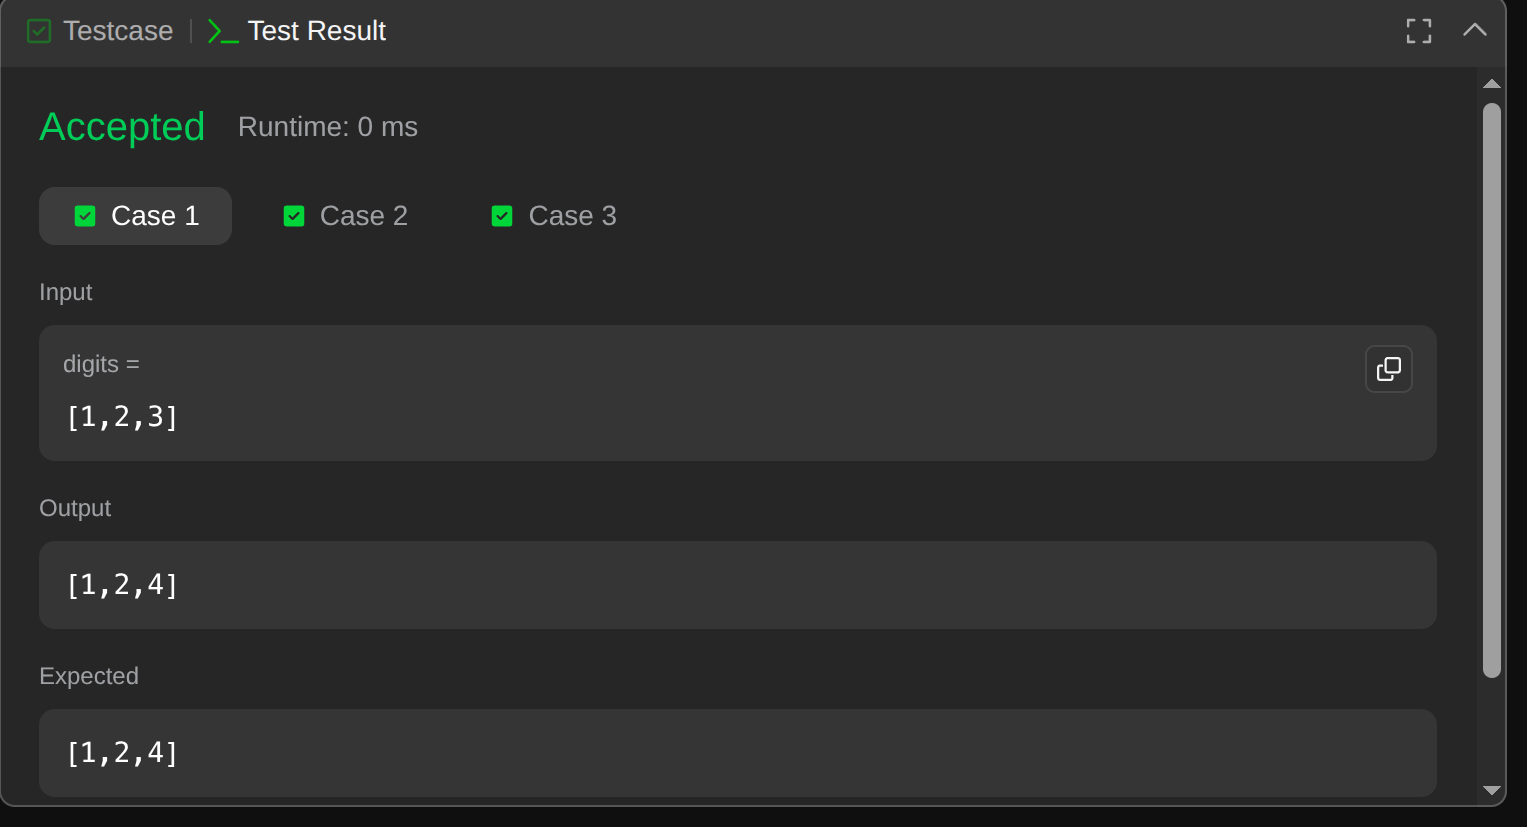 Testcase | Test Result
Accepted Runtime: 0 ms
Case 1 Case 2 Case 3
Input
digits =
[1,2,3]
Output
[1,2,4]
Expected
[1,2,4]